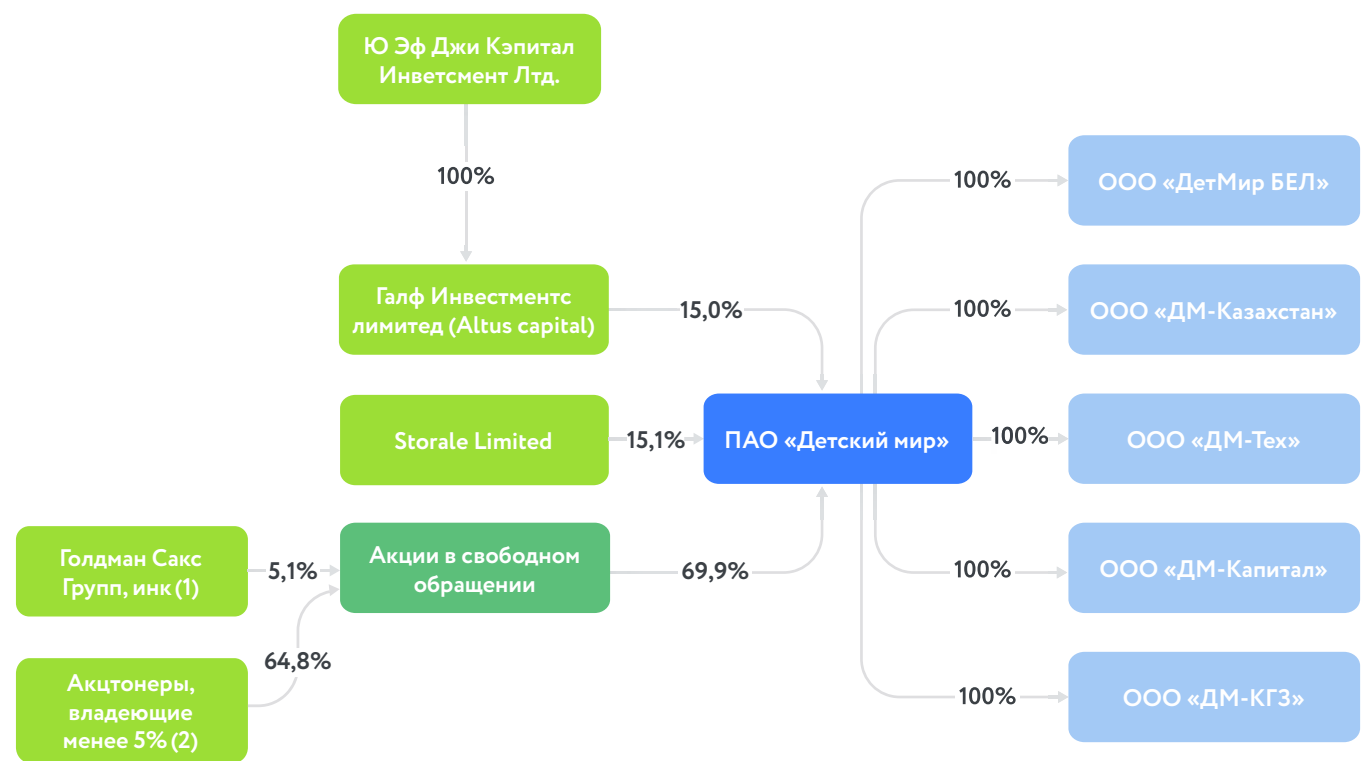 Ю Эф Джи Кэпитал
Инветсмент Лтд.
100%
Галф Инвестментс
лимитед (Altus capital)
15,0%
Storale Limited
15,1%
Голдман Сакс
Групп, инк (1)
5,1%
Акцтонеры,
владеющие
менее 5% (2)
64,8%
Акции в свободном
обращении
69,9%
ПАО «Детский мир»
100%
ООО «ДетМир БЕЛ»
100%
ООО «ДМ-Казахстан»
100%
ООО «ДМ-Тех»
100%
ООО «ДМ-Капитал»
100%
ООО «ДМ-КГЗ»